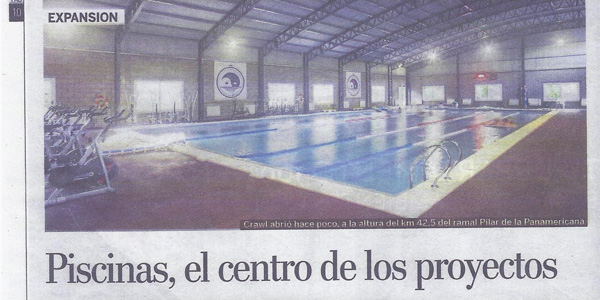 10
EXPANSION
Crawl abrió hace poco, a la altura del km 42,5 del ramal Pilar de la Panamericana
Piscinas, el centro de los proyectos